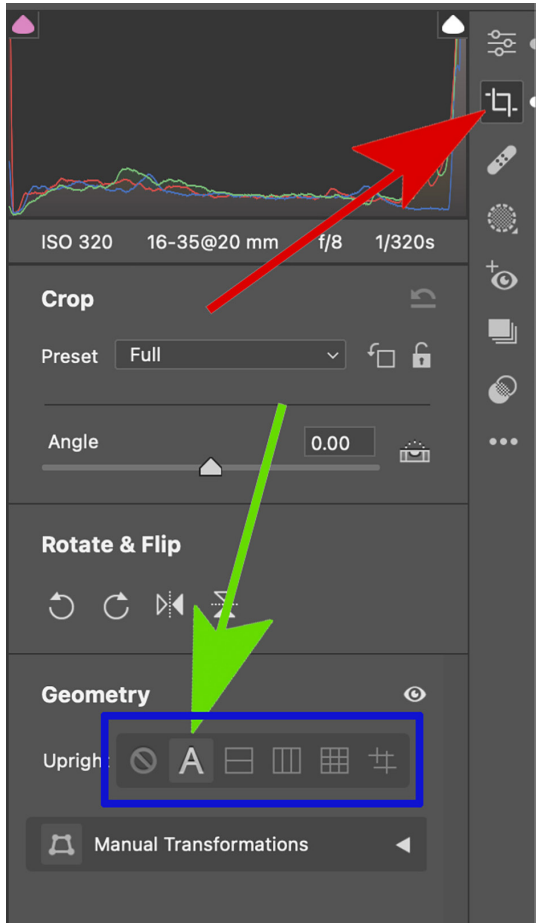 ISO 320 16-35@20 mm f/8 1/320s
Crop
Preset Full
Angle 0.00
Rotate & Flip
Geometry
Uprigh
A
Manual Transformations